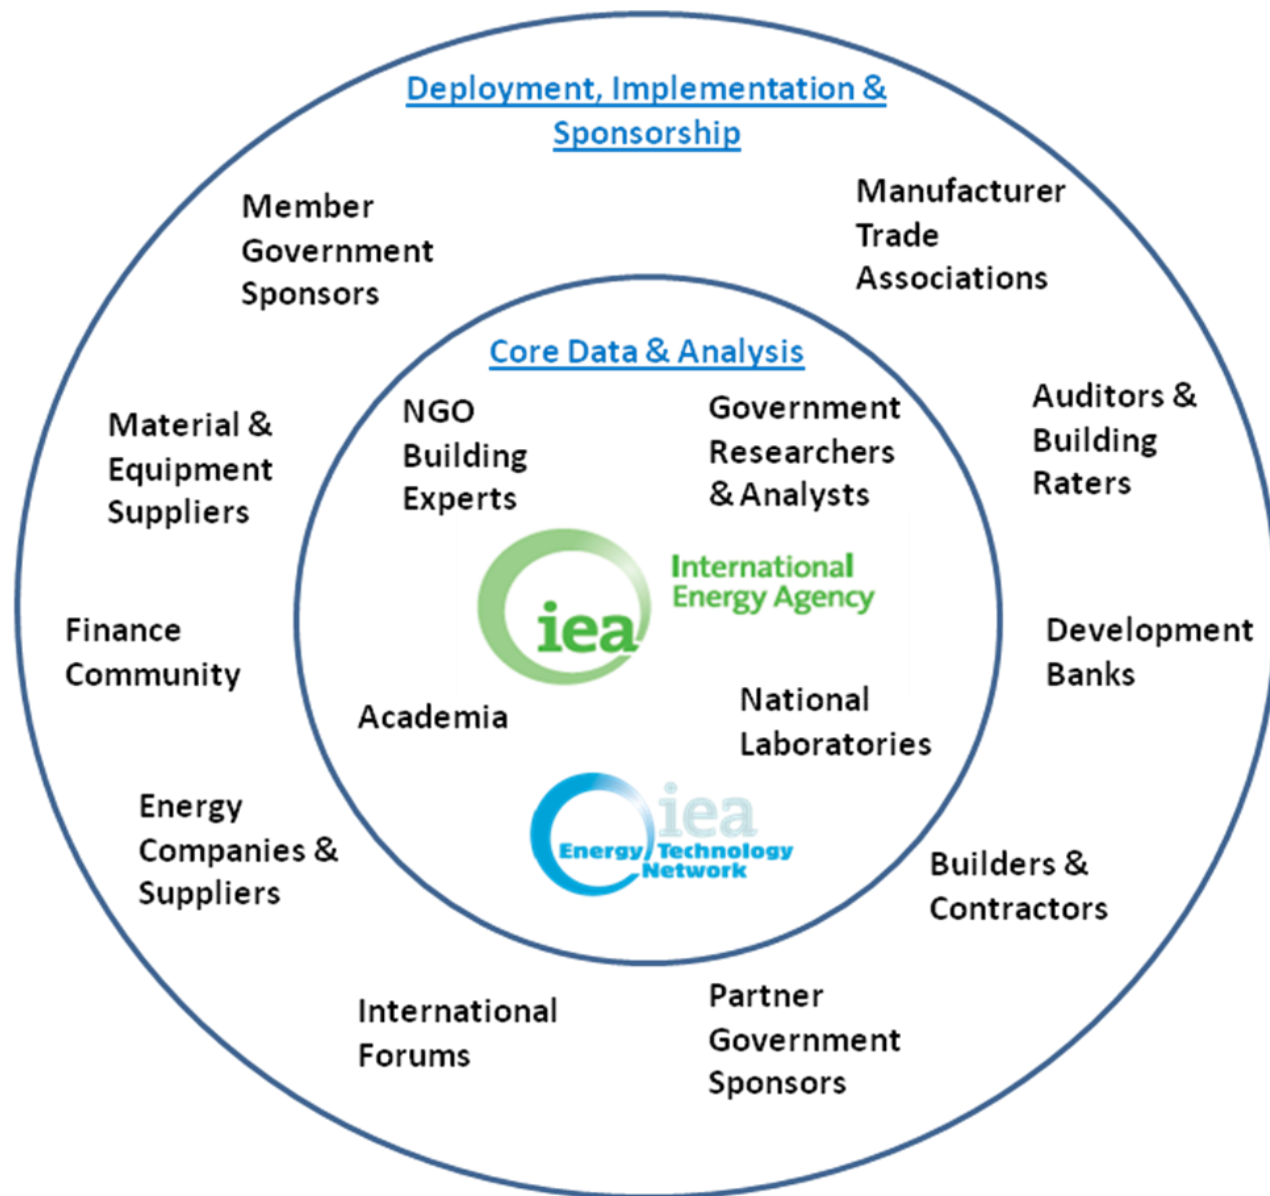 Deployment, Implementation &
Sponsorship
Member
Government
Sponsors
Manufacturer
Trade
Associations
Core Data & Analysis
Material &
Equipment
Suppliers
NGO
Building
Experts
Government
Researchers
& Analysts
Auditors &
Building
Raters
iea
International
Energy Agency
Finance
Community
Development
Banks
Academia
National
Laboratories
Energy
Companies &
Suppliers
iea
Energy Technology
Network
Builders &
Contractors
International
Forums
Partner
Government
Sponsors